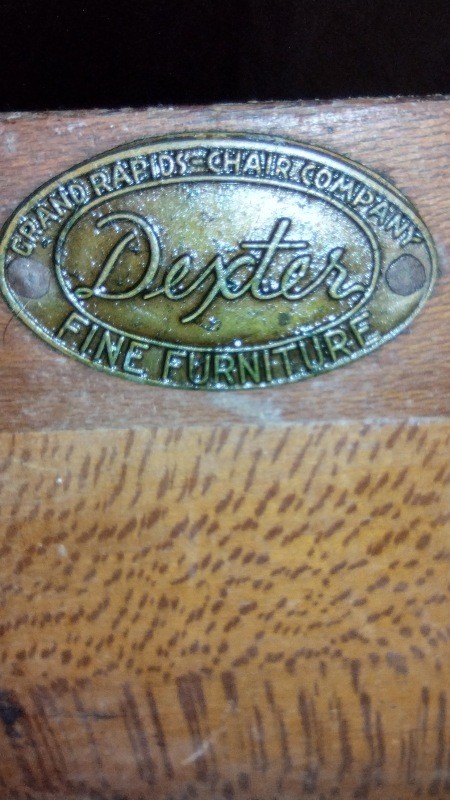 GRAND RAPIDS CHAIR COMPANY
Dexter
FINE FURNITURE